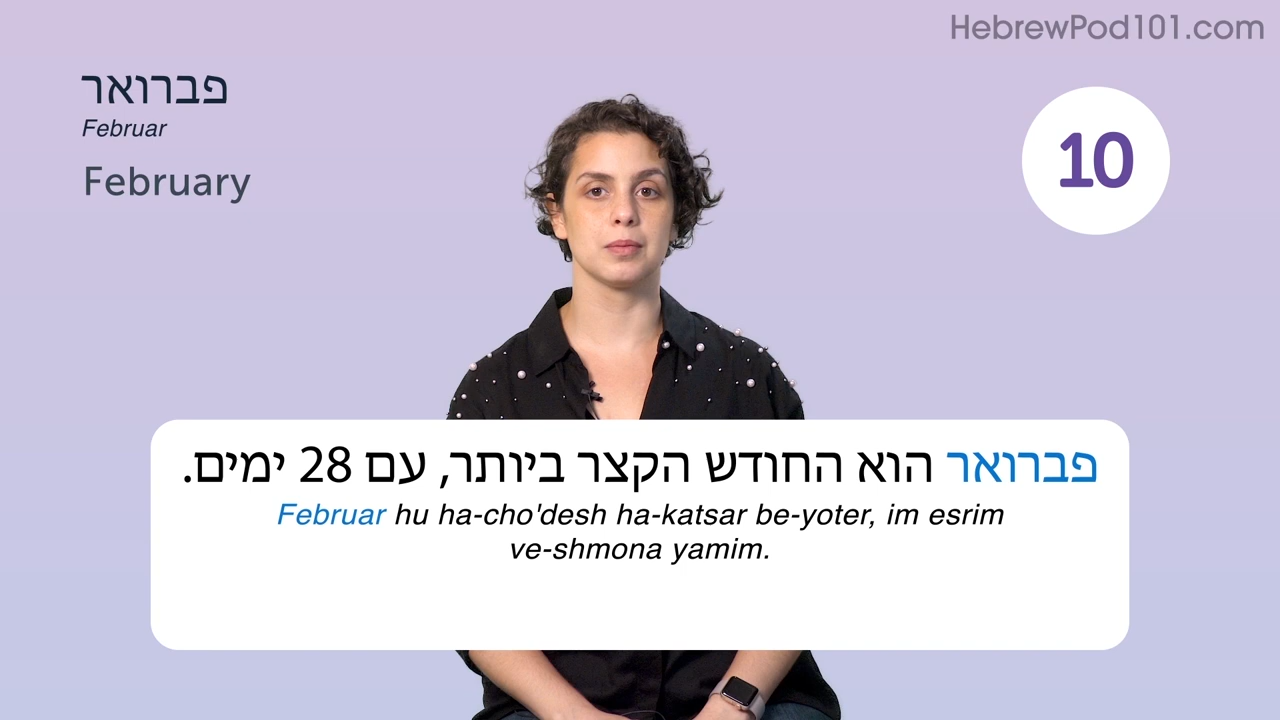 HebrewPod101.com
פברואר
Februar
February
10
פברואר הוא החודש הקצר ביותר, עם 28 ימים.
Februar hu ha-cho'desh ha-katsar be-yoter, im esrim
ve-shmona yamim.